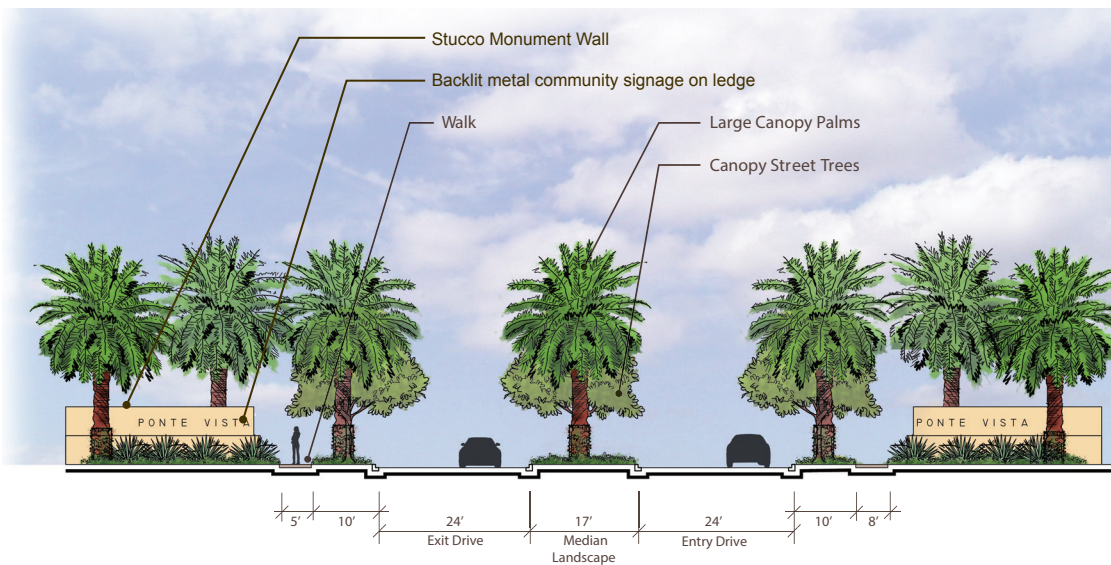 Stucco Monument Wall
Backlit metal community signage on ledge
Walk
Large Canopy Palms
Canopy Street Trees
PONTE VISTA
PONTE VISTA
5’
10’
24’
17’
24’
10’
8’
Exit Drive
Median
Entry Drive
Landscape